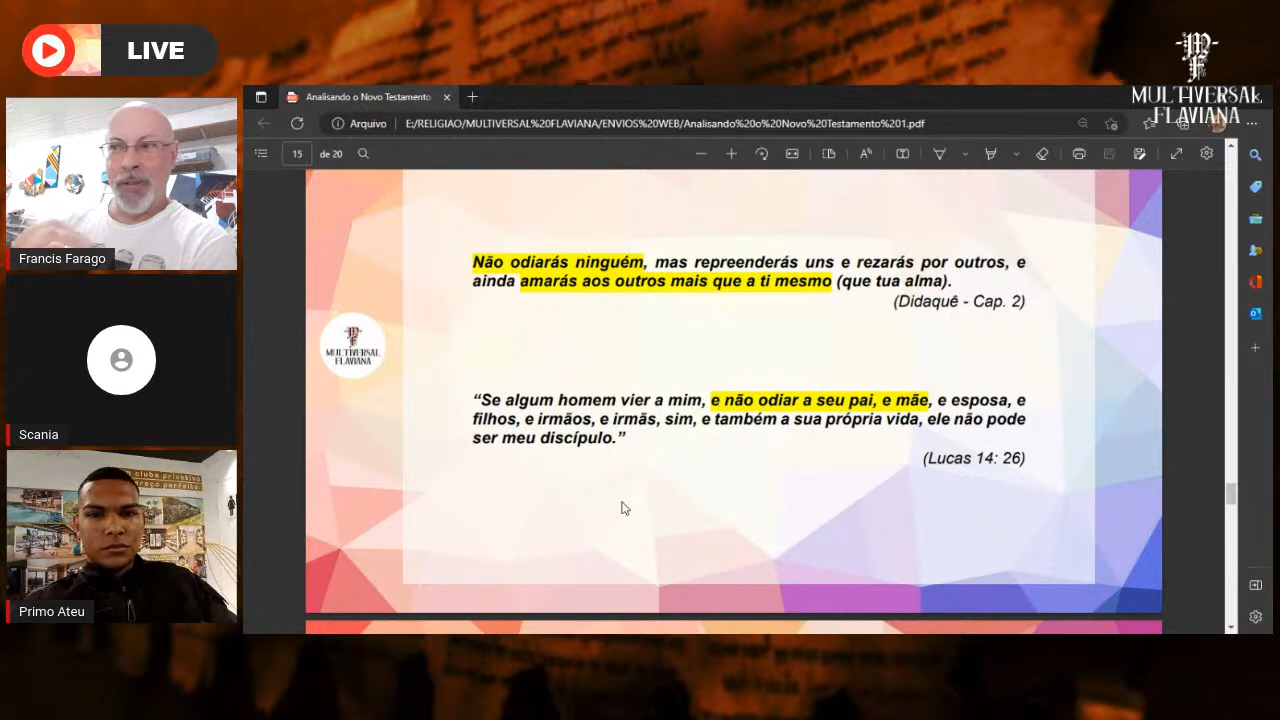 LIVE
MULTIVERSAL
FLAVIANA
Francis Farago
Scania
Primo Ateu
Analisando o Novo Testamento
Arquivo
E:/RELIGIAO/MULTIVERSAL%20FLAVIANA/ENVIOS%20WEB/Analisando%20o%20Novo%20Testamento%201.pdf
15 de 20
Não odiarás ninguém, mas repreenderás uns e rezarás por outros, e
ainda amarás aos outros mais que a ti mesmo (que tua alma).
(Didaquê - Cap. 2)
MULTIVERSAL
FLAVIANA
“Se algum homem vier a mim, e não odiar a seu pai, e mãe, e esposa, e
filhos, e irmãos, e irmãs, sim, e também a sua própria vida, ele não pode
ser meu discípulo.”
(Lucas 14: 26)